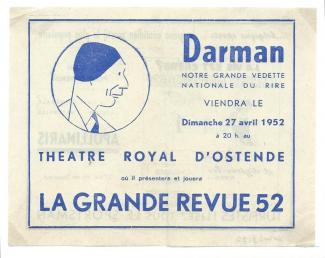 Darman
NOTRE GRANDE VEDETTE
NATIONALE DU RIRE
VIENDRA LE
Dimanche 27 avril 1952
à 20 h. au
THEATRE ROYAL D'OSTENDE
où il présentera et jouera
LA GRANDE REVUE 52